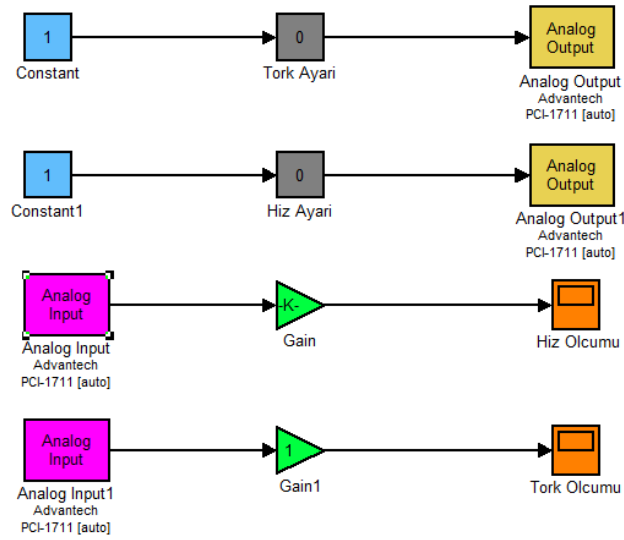 1
0
Analog
Output
Constant
Tork Ayari
Analog Output
Advantech
PCI-1711 [auto]
1
0
Analog
Output
Constant1
Hiz Ayari
Analog Output1
Advantech
PCI-1711 [auto]
Analog
Input
-K-
Analog Input
Advantech
PCI-1711 [auto]
Gain
Hiz Olcumu
Analog
Input
1
Analog Input1
Advantech
PCI-1711 [auto]
Gain1
Tork Olcumu